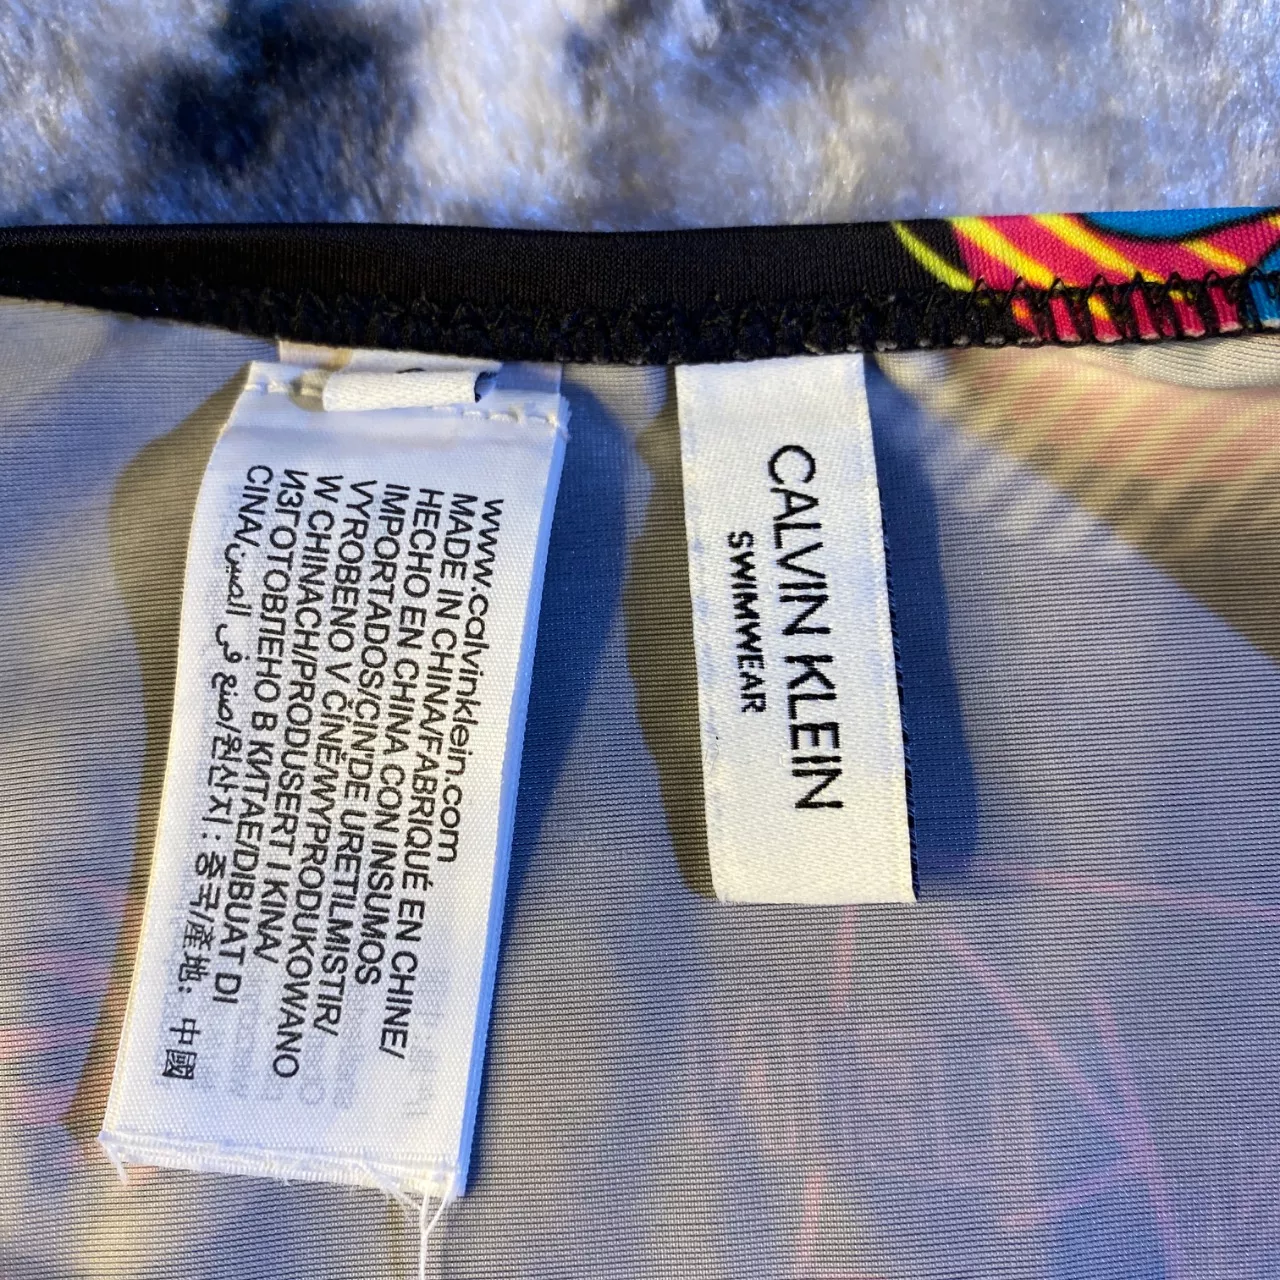 www.calvinklein.com
MADE IN CHINA/FABRIQUÉ EN CHINE/
HECHO EN CHINA CON INSUMOS
IMPORTADOS/ÇIN'DE URETILMISTIR/
VYROBENO V ČÍNĚ/WYPRODUKOWANO
W CHINACH/PRODUSERT I KINA/
ИЗГОТОВЛЕНО В КИТАЕ/DIBUAT DI
CINA/صنع في الصين/원산지: 중국/產地: 中國
CALVIN KLEIN
SWIMWEAR